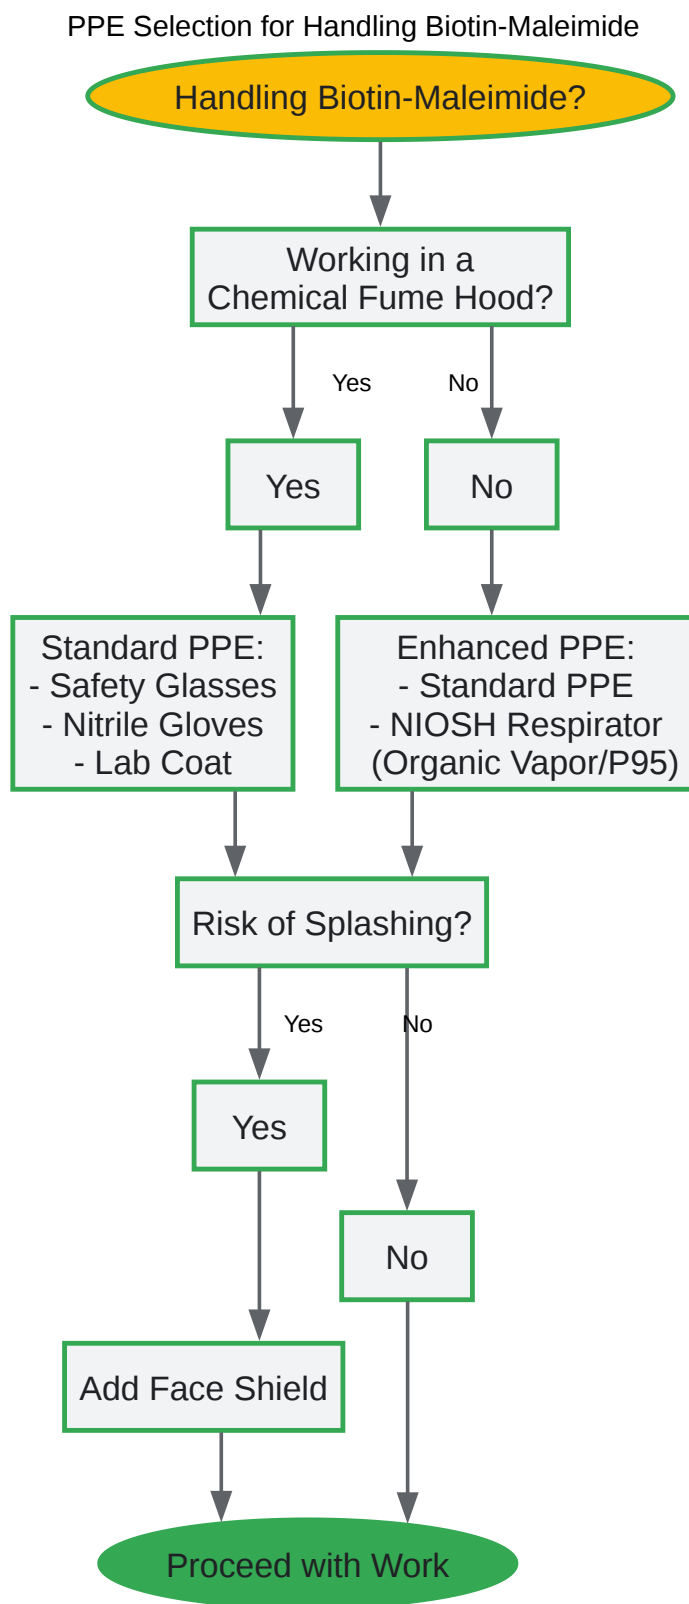 PPE Selection for Handling Biotin-Maleimide
Handling Biotin-Maleimide?
Working in a
Chemical Fume Hood?
Yes
No
Yes
No
Standard PPE:
- Safety Glasses
- Nitrile Gloves
- Lab Coat
Enhanced PPE:
- Standard PPE
- NIOSH Respirator
(Organic Vapor/P95)
Risk of Splashing?
Yes
No
Yes
No
Add Face Shield
Proceed with Work